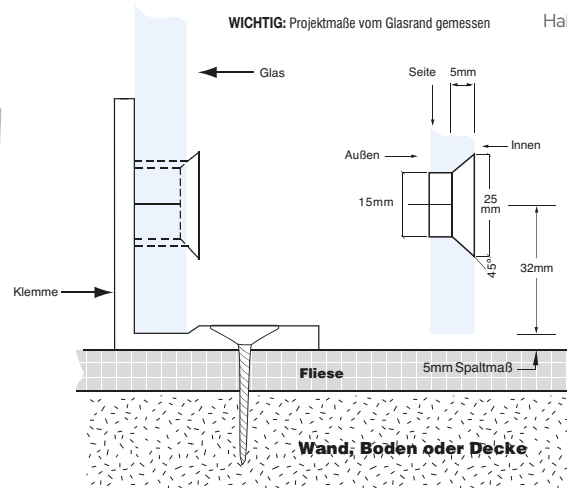 WICHTIG: Projektmaße vom Glasrand gemessen
Hal
Glas
Seite
5mm
Außen
Innen
15mm
25
mm
45°
32mm
Klemme
5mm Spaltmaß
Fliese
Wand, Boden oder Decke